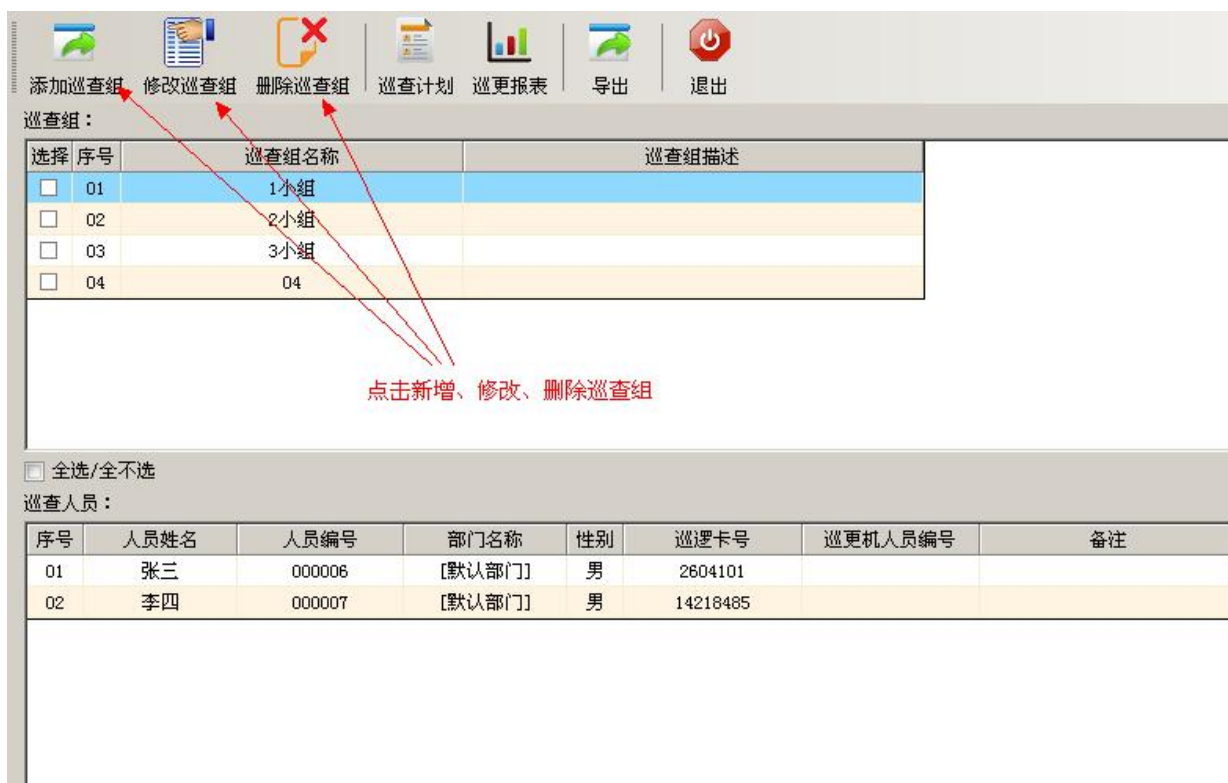 添加巡查组 修改巡查组 删除巡查组 巡查计划 巡更报表 导出 退出
巡查组：
选择 序号 巡查组名称 巡查组描述
01 1小组
02 2小组
03 3小组
04 04
点击新增、修改、删除巡查组
全选/全不选
巡查人员：
序号 人员姓名 人员编号 部门名称 性别 巡逻卡号 巡更机人员编号 备注
01 张三 000006 [默认部门] 男 2604101
02 李四 000007 [默认部门] 男 14218485